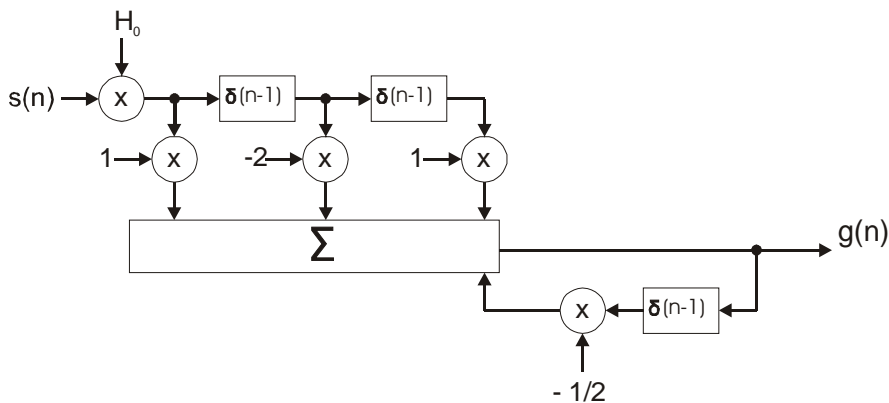 H₀
s(n) x δ(n-1) δ(n-1)
1 x -2 x 1 x
Σ g(n)
x δ(n-1)
- 1/2